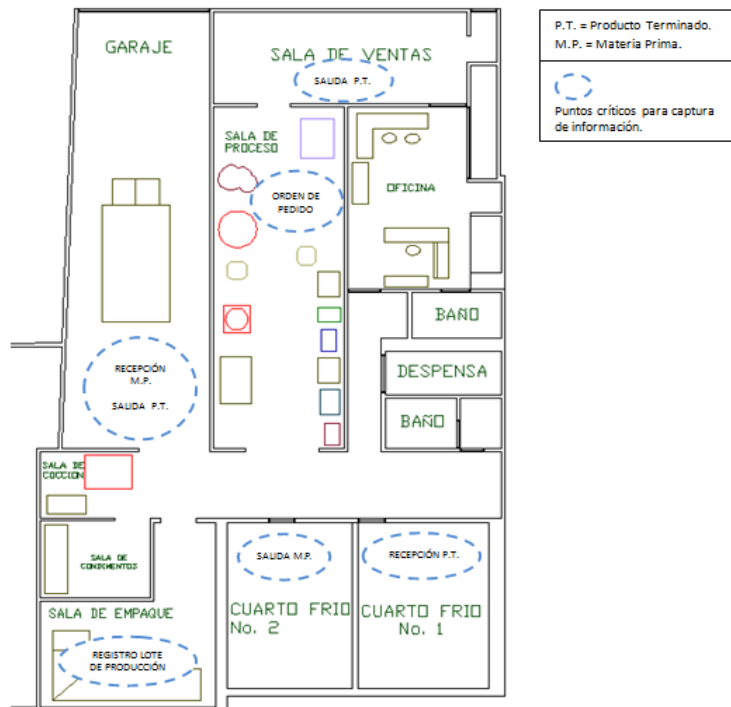 P.T. = Producto Terminado.
M.P. = Materia Prima.
Puntos críticos para captura
de información.
GARAJE
SALA DE VENTAS
SALIDA P.T.
SALA DE
PROCESO
ORDEN DE
PEDIDO
OFICINA
BAÑO
DESPENSA
BAÑO
RECEPCIÓN
M.P.
SALIDA P.T.
SALA DE
COCCION
SALA DE
CONDIMENTOS
SALA DE EMPAQUE
REGISTRO LOTE
DE PRODUCCIÓN
SALIDA M.P.
CUARTO FRIO
No. 2
RECEPCIÓN P.T.
CUARTO FRIO
No. 1